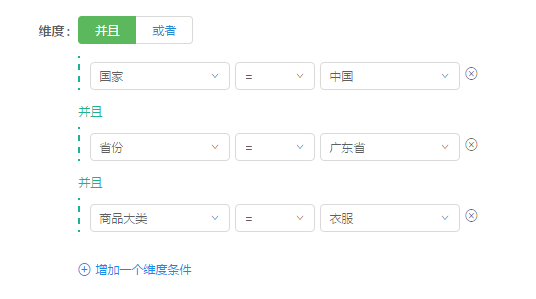 维度： 并且 或者
国家 = 中国
并且
省份 = 广东省
并且
商品大类 = 衣服
增加一个维度条件